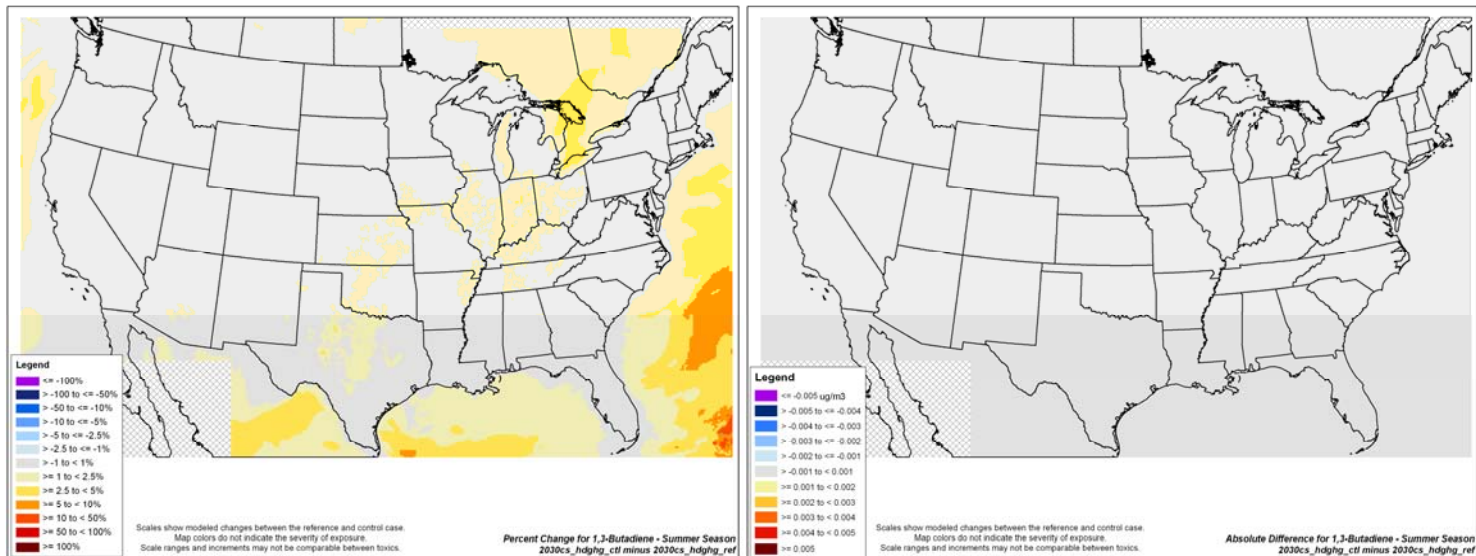 Legend
<= -100%
> -100 to <= -50%
> -50 to <= -10%
> -10 to <= -5%
> -5 to <= -2.5%
> -2.5 to <= -1%
> -1 to < 1%
>= 1 to < 2.5%
>= 2.5 to < 5%
>= 5 to < 10%
>= 10 to < 50%
>= 50 to < 100%
>= 100%
Scales show modeled changes between the reference and control case.
Map colors do not indicate the severity of exposure.
Scale ranges and increments may not be comparable between toxics.
Percent Change for 1,3-Butadiene - Summer Season
2030cs_hdghg_ctl minus 2030cs_hdghg_ref
Legend
<= -0.005 ug/m3
> -0.005 to <= -0.004
> -0.004 to <= -0.003
> -0.003 to <= -0.002
> -0.002 to <= -0.001
> -0.001 to < 0.001
>= 0.001 to < 0.002
>= 0.002 to < 0.003
>= 0.003 to < 0.004
>= 0.004 to < 0.005
>= 0.005
Scales show modeled changes between the reference and control case.
Map colors do not indicate the severity of exposure.
Scale ranges and increments may not be comparable between toxics.
Absolute Difference for 1,3-Butadiene - Summer Season
2030cs_hdghg_ctl minus 2030cs_hdghg_ref